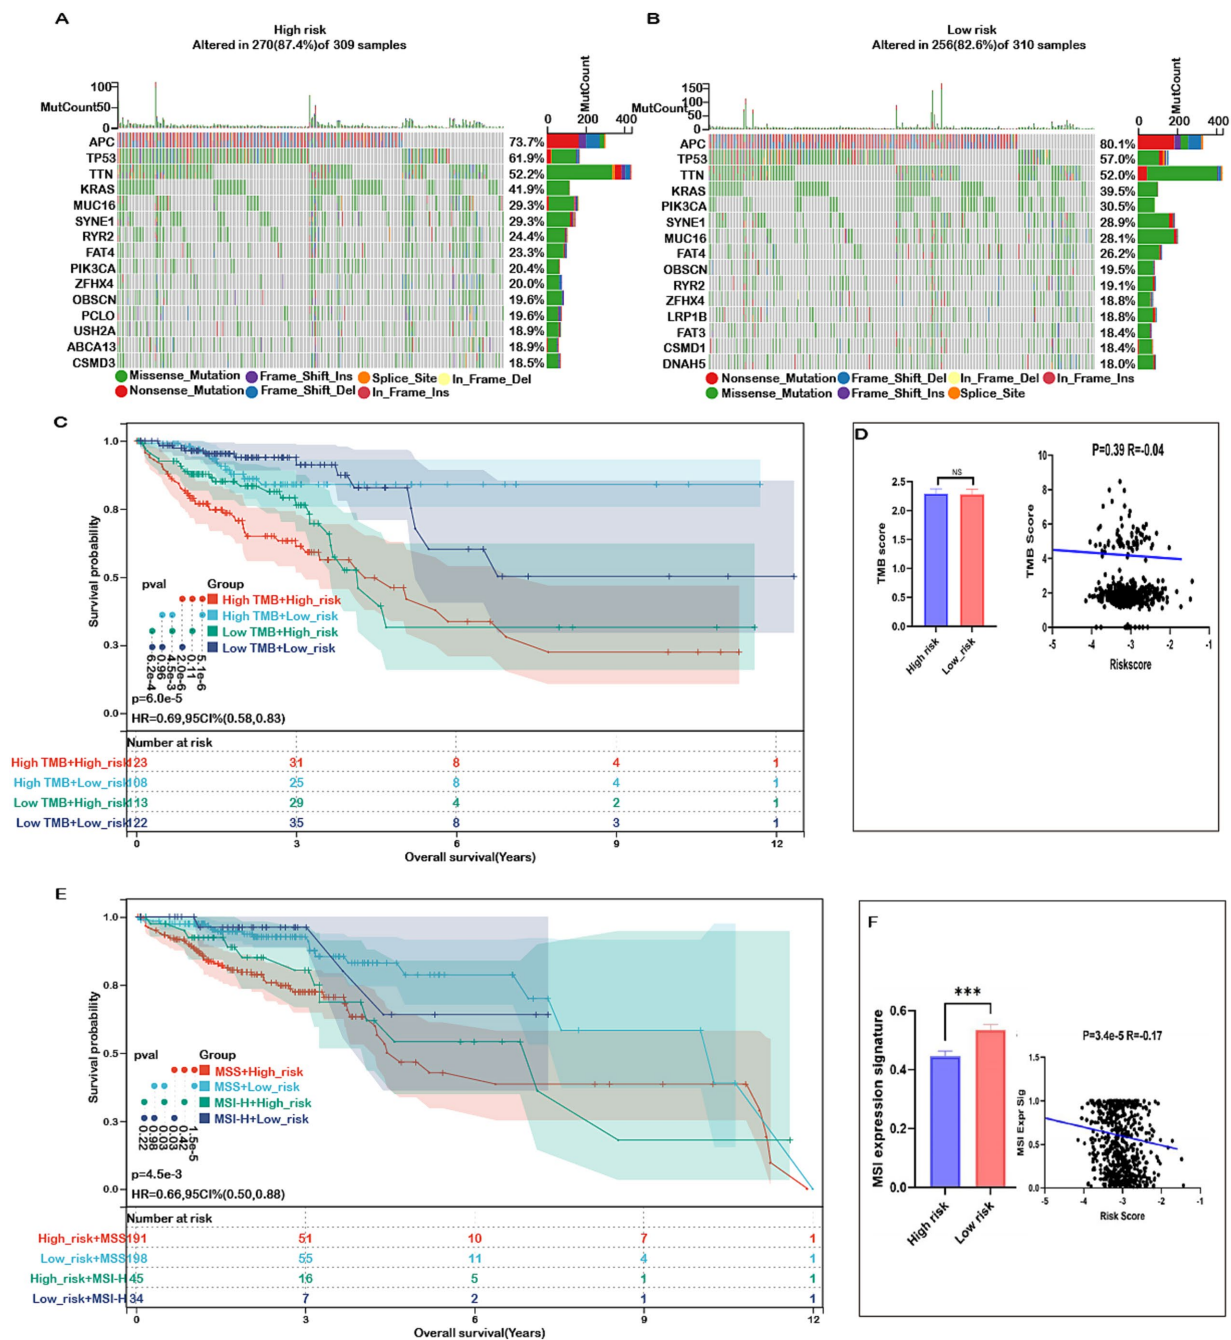 A
High risk
Altered in 270(87.4%)of 309 samples
MutCount
100
50
0
0 200 400
MutCount
APC 73.7%
TP53 61.9%
TTN 52.2%
KRAS 41.9%
MUC16 29.3%
SYNE1 29.3%
RYR2 24.4%
FAT4 23.3%
PIK3CA 20.4%
ZFHX4 20.0%
OBSCN 19.6%
PCLO 19.6%
USH2A 18.9%
ABCA13 18.9%
CSMD3 18.5%
Missense_Mutation Frame_Shift_Ins Splice_Site In_Frame_Del
Nonsense_Mutation Frame_Shift_Del In_Frame_Ins
B
Low risk
Altered in 256(82.6%)of 310 samples
MutCount
150
100
50
0
0 200 400
MutCount
APC 80.1%
TP53 57.0%
TTN 52.0%
KRAS 39.5%
PIK3CA 30.5%
SYNE1 28.9%
MUC16 28.1%
FAT4 26.2%
OBSCN 19.5%
RYR2 19.1%
ZFHX4 18.8%
LRP1B 18.8%
FAT3 18.4%
CSMD1 18.4%
DNAH5 18.0%
Nonsense_Mutation Frame_Shift_Del In_Frame_Del In_Frame_Ins
Missense_Mutation Frame_Shift_Ins Splice_Site
C
Survival probability
1.0
0.8
0.5
0.3
0.0
pval Group
High TMB+High_risk
High TMB+Low_risk
Low TMB+High_risk
Low TMB+Low_risk
6.2e-4
0.96
4.5e-3
2.0e-6
0.11
5.1e-6
p=6.0e-5
HR=0.69,95CI%(0.58,0.83)
Number at risk
High TMB+High_risk 123 31 8 4 1
High TMB+Low_risk 108 25 8 4 1
Low TMB+High_risk 113 29 4 2 1
Low TMB+Low_risk 122 35 8 3 1
0 3 6 9 12
Overall survival(Years)
D
TMB score
2.5
2.0
1.5
1.0
0.5
0.0
NS
High risk
Low_risk
P=0.39 R=-0.04
TMB Score
10
8
6
4
2
0
-5 -4 -3 -2 -1
Riskscore
E
Survival probability
1.0
0.8
0.5
0.3
0.0
pval Group
MSS+High_risk
MSS+Low_risk
MSI-H+High_risk
MSI-H+Low_risk
0.22
0.98
0.03
0.03
0.42
1.5e-5
p=4.5e-3
HR=0.66,95CI%(0.50,0.88)
Number at risk
High_risk+MSS 191 51 10 7 1
Low_risk+MSS 198 55 11 4 1
High_risk+MSI-H 45 16 5 1 1
Low_risk+MSI-H 34 7 2 1 1
0 3 6 9 12
Overall survival(Years)
F
MSI expression signature
0.6
0.4
0.2
0.0
***
High risk
Low risk
P=3.4e-5 R=-0.17
MSI Expr Sig
1.5
1.0
0.5
0.0
-5 -4 -3 -2 -1
Risk Score